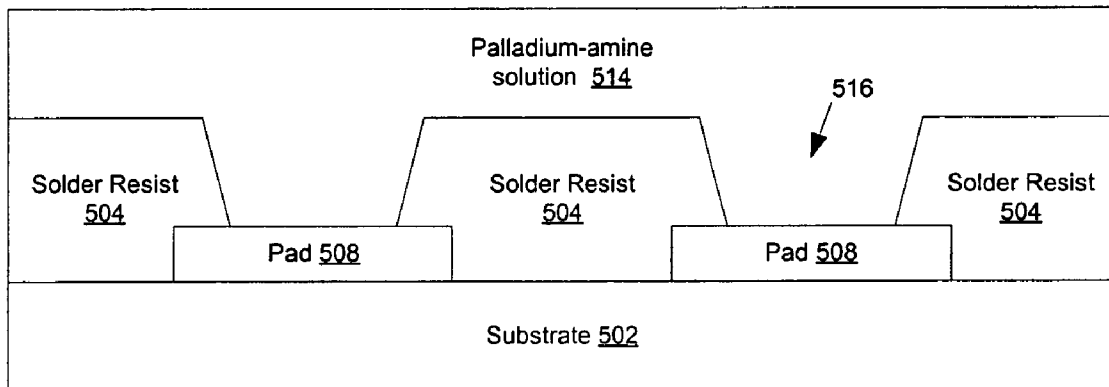 Palladium-amine
solution 514
516
Solder Resist
504
Solder Resist
504
Solder Resist
504
Pad 508
Pad 508
Substrate 502